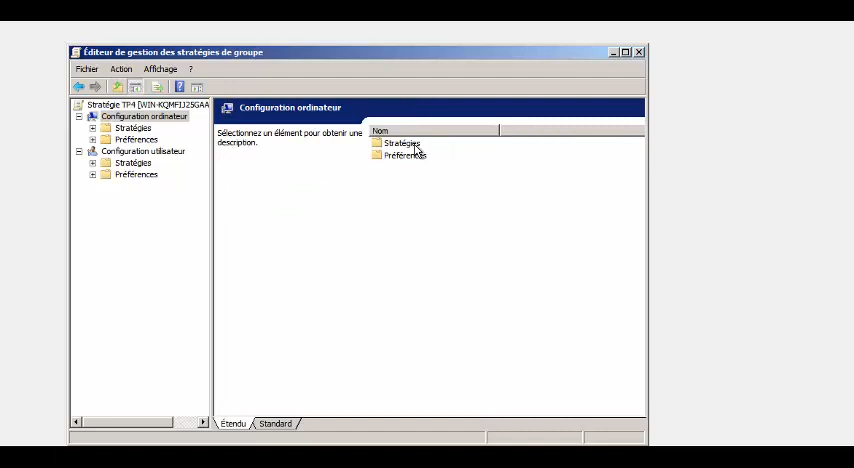 Éditeur de gestion des stratégies de groupe
Fichier Action Affichage ?
Stratégie TP4 [WIN-KQMFIJ25GAA
Configuration ordinateur
Stratégies
Préférences
Configuration utilisateur
Stratégies
Préférences
Configuration ordinateur
Sélectionnez un élément pour obtenir une
description.
Nom
Stratégies
Préférences
Étendu Standard